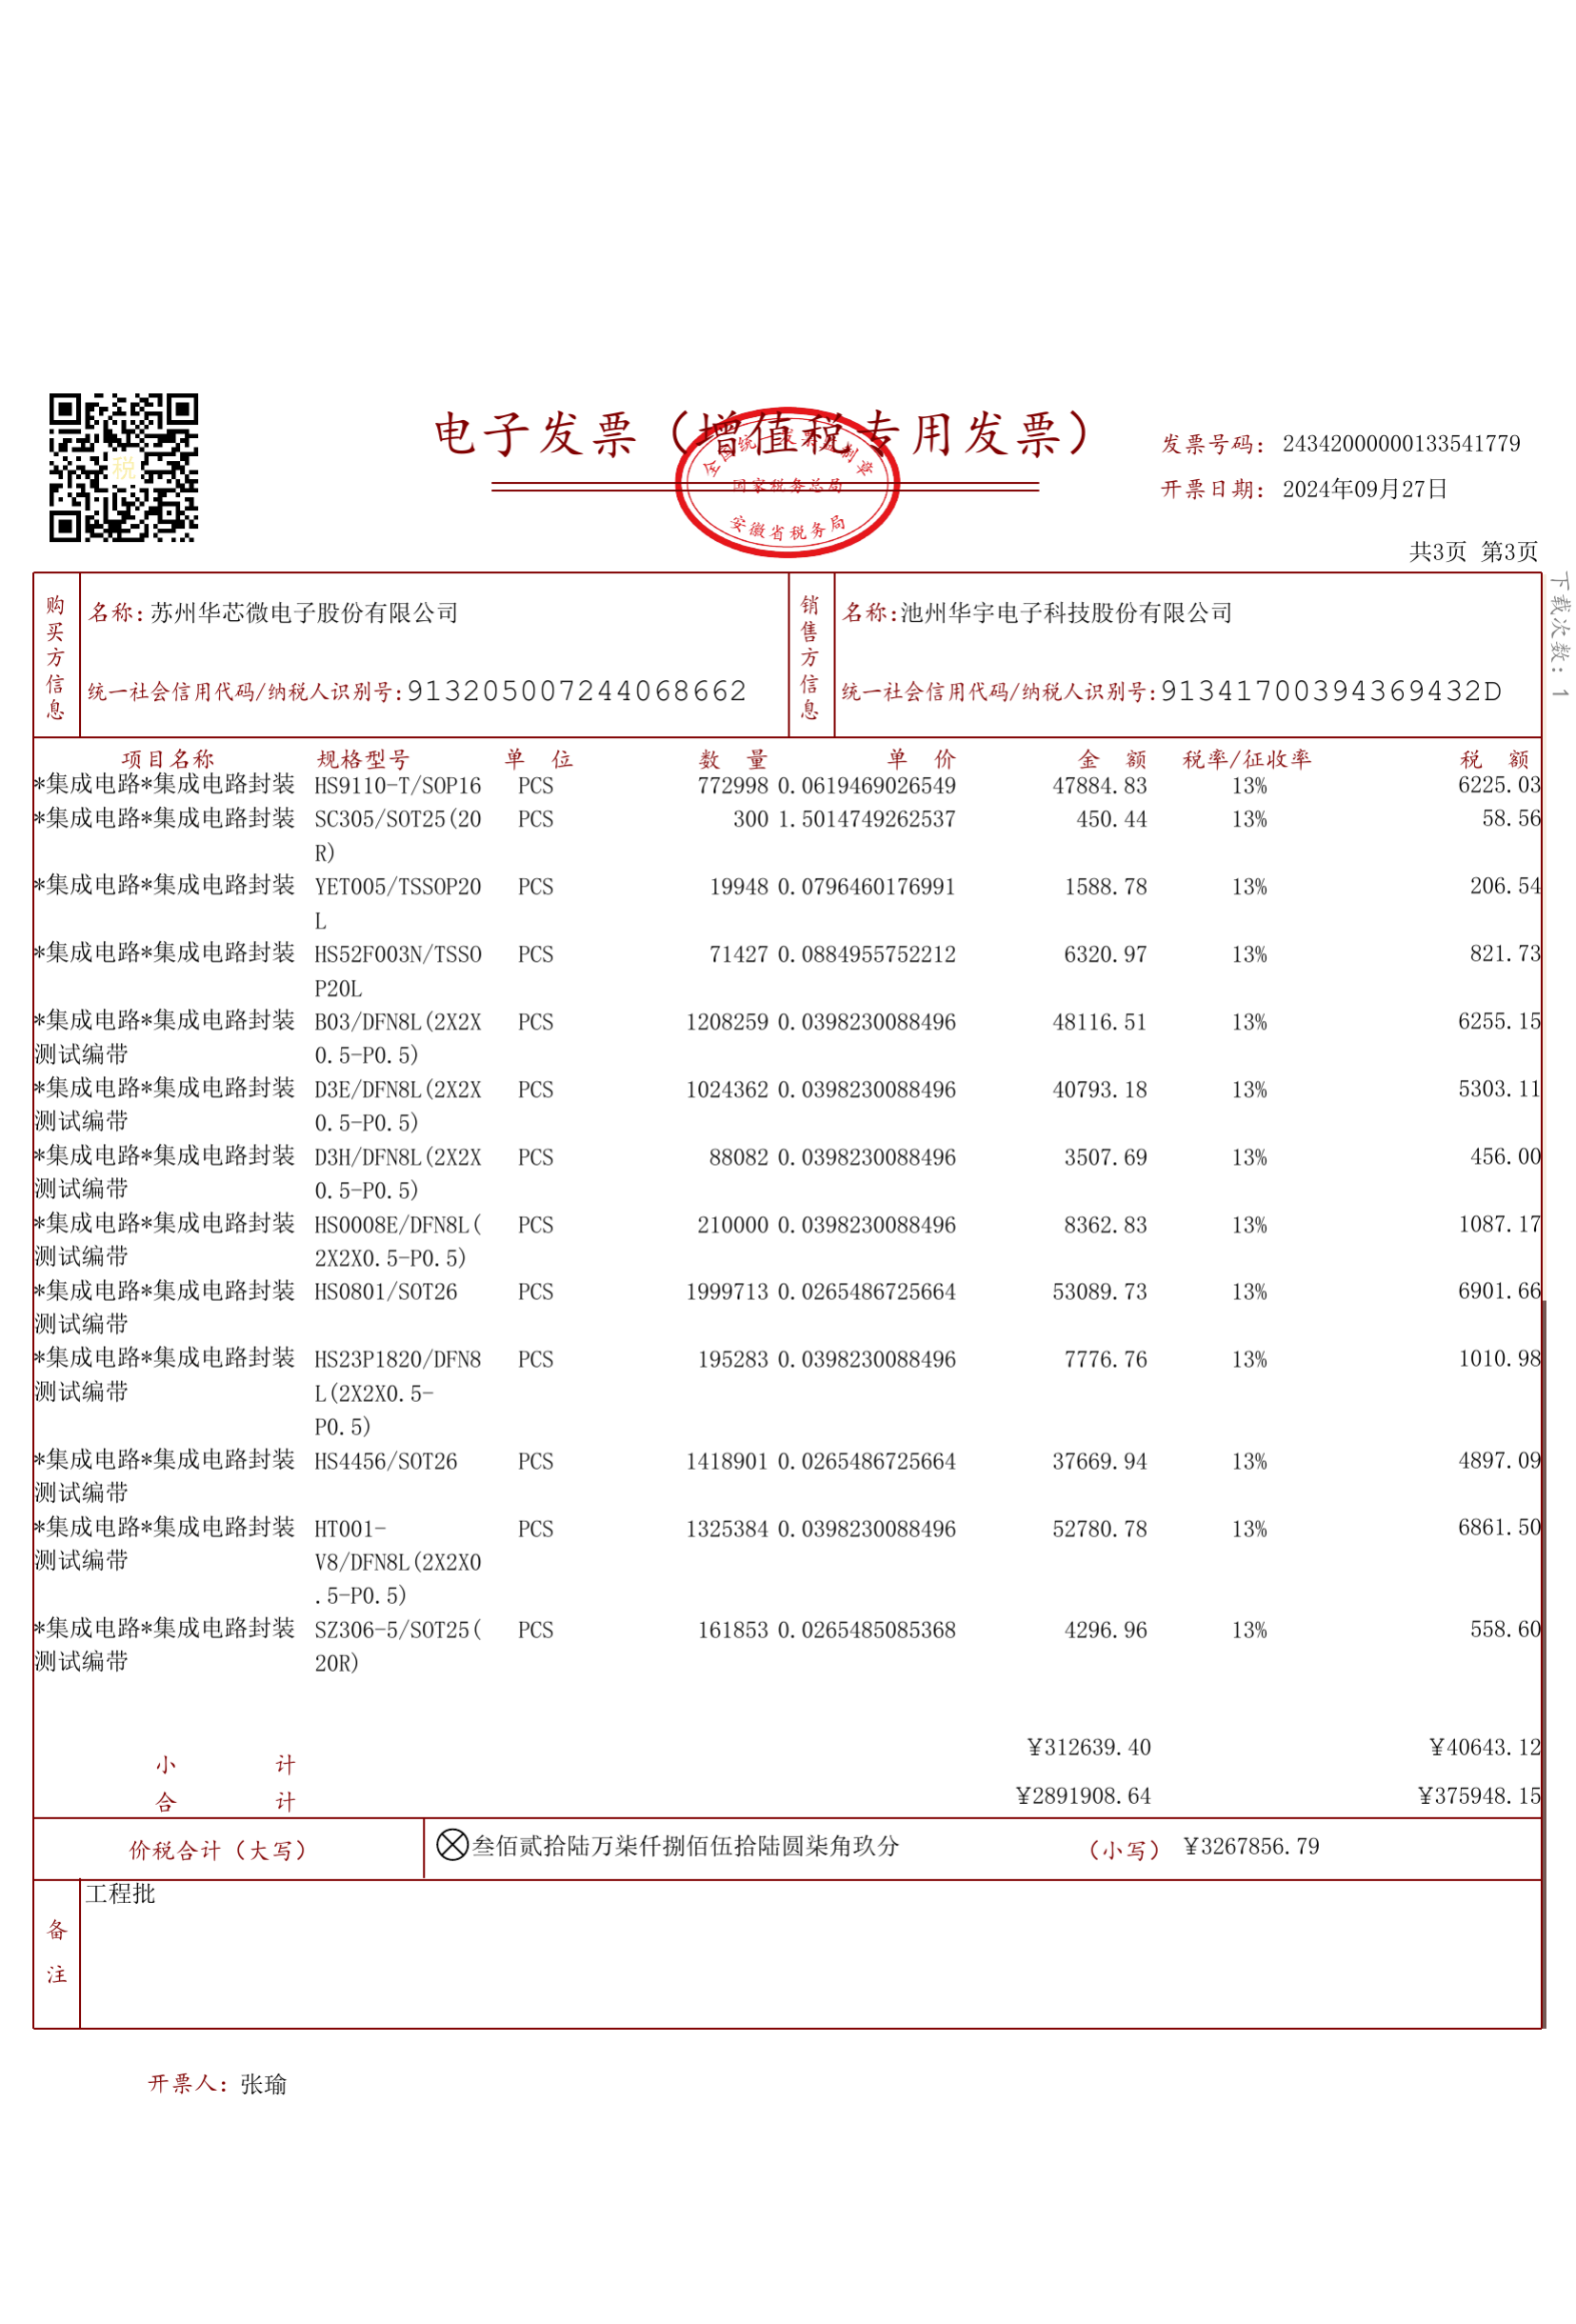 电子发票（增值税专用发票）
全国统一发票监制章
国家税务总局
安徽省税务局
税
发票号码：24342000000133541779
开票日期：2024年09月27日
共3页 第3页
下载次数：1
购买方信息
名称：苏州华芯微电子股份有限公司
统一社会信用代码/纳税人识别号：913205007244068662
销售方信息
名称：池州华宇电子科技股份有限公司
统一社会信用代码/纳税人识别号：91341700394369432D
项目名称 规格型号 单 位 数 量 单 价 金 额 税率/征收率 税 额
*集成电路*集成电路封装 HS9110-T/SOP16 PCS 772998 0.0619469026549 47884.83 13% 6225.03
*集成电路*集成电路封装 SC305/SOT25(20 PCS 300 1.5014749262537 450.44 13% 58.56
R)
*集成电路*集成电路封装 YET005/TSSOP20 PCS 19948 0.0796460176991 1588.78 13% 206.54
L
*集成电路*集成电路封装 HS52F003N/TSSO PCS 71427 0.0884955752212 6320.97 13% 821.73
P20L
*集成电路*集成电路封装 B03/DFN8L(2X2X PCS 1208259 0.0398230088496 48116.51 13% 6255.15
测试编带 0.5-P0.5)
*集成电路*集成电路封装 D3E/DFN8L(2X2X PCS 1024362 0.0398230088496 40793.18 13% 5303.11
测试编带 0.5-P0.5)
*集成电路*集成电路封装 D3H/DFN8L(2X2X PCS 88082 0.0398230088496 3507.69 13% 456.00
测试编带 0.5-P0.5)
*集成电路*集成电路封装 HS0008E/DFN8L( PCS 210000 0.0398230088496 8362.83 13% 1087.17
测试编带 2X2X0.5-P0.5)
*集成电路*集成电路封装 HS0801/SOT26 PCS 1999713 0.0265486725664 53089.73 13% 6901.66
测试编带
*集成电路*集成电路封装 HS23P1820/DFN8 PCS 195283 0.0398230088496 7776.76 13% 1010.98
测试编带 L(2X2X0.5-
P0.5)
*集成电路*集成电路封装 HS4456/SOT26 PCS 1418901 0.0265486725664 37669.94 13% 4897.09
测试编带
*集成电路*集成电路封装 HT001- PCS 1325384 0.0398230088496 52780.78 13% 6861.50
测试编带 V8/DFN8L(2X2X0
.5-P0.5)
*集成电路*集成电路封装 SZ306-5/SOT25( PCS 161853 0.0265485085368 4296.96 13% 558.60
测试编带 20R)
小 计 ¥312639.40 ¥40643.12
合 计 ¥2891908.64 ¥375948.15
价税合计（大写） ⊗叁佰贰拾陆万柒仟捌佰伍拾陆圆柒角玖分 （小写） ¥3267856.79
备注
工程批
开票人：张瑜